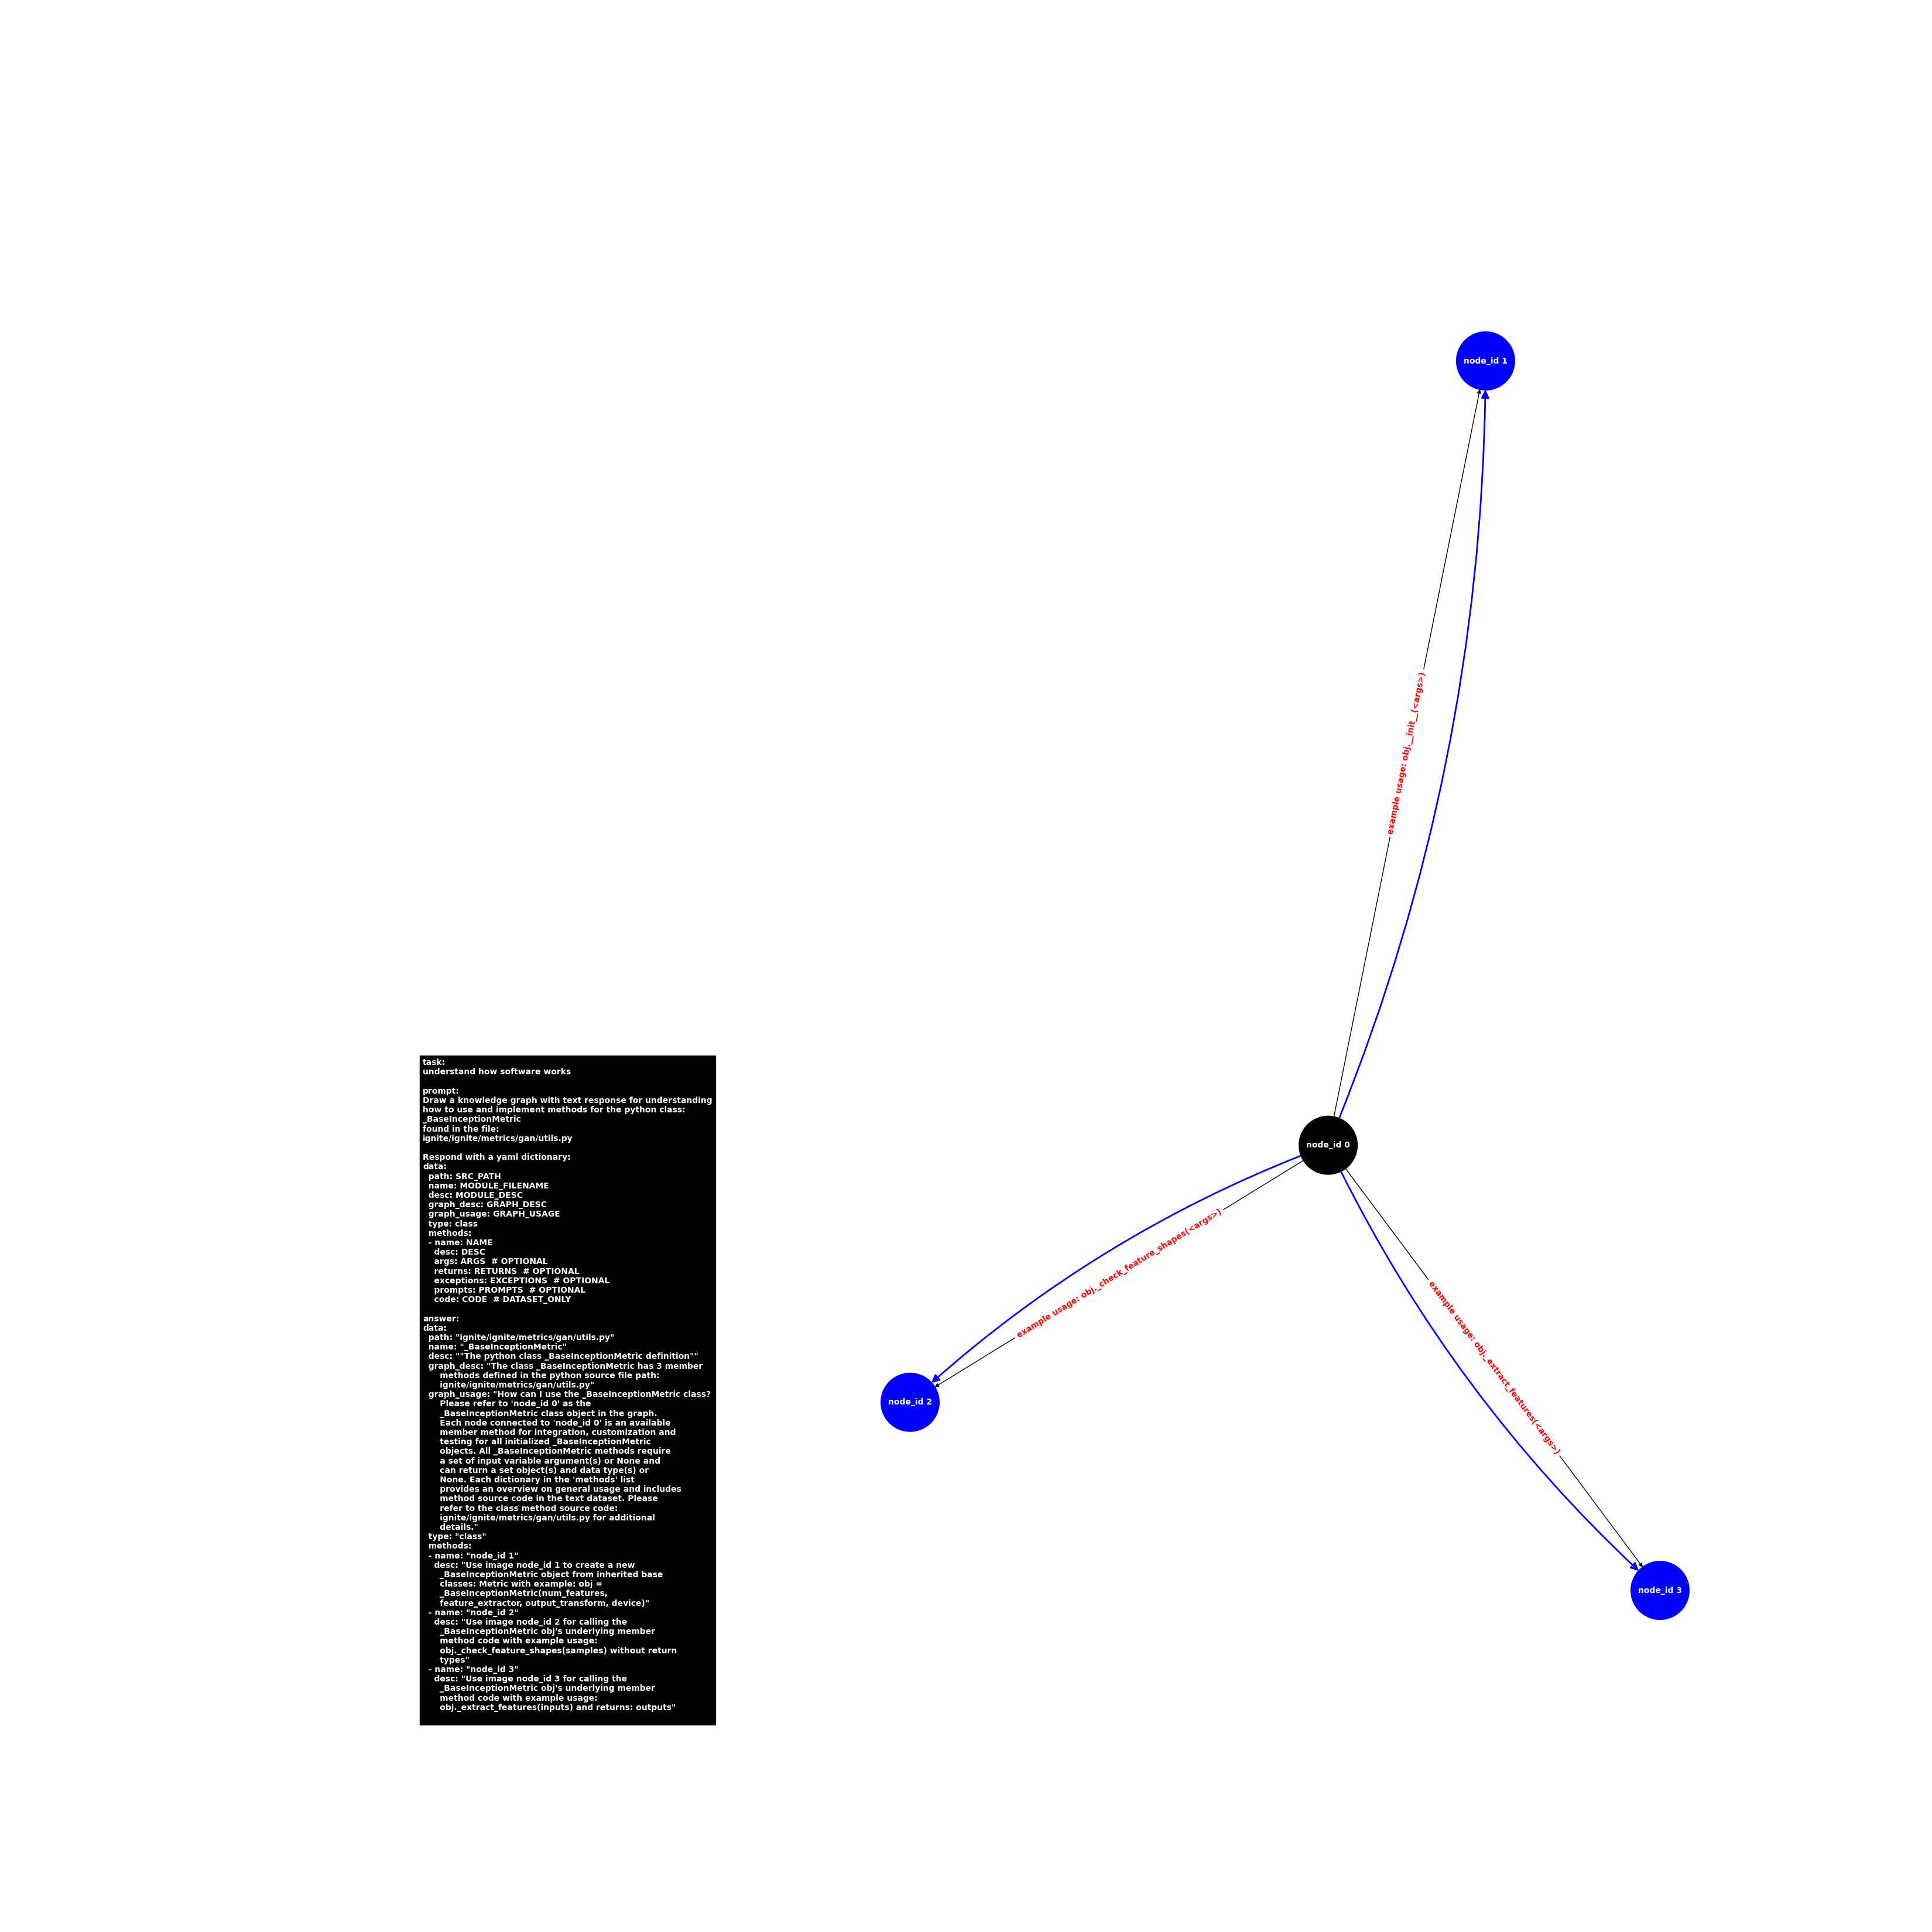 node_id 1
example usage: obj.__init__(<args>)
node_id 0
example usage: obj._check_feature_shapes(<args>)
example usage: obj._extract_features(<args>)
node_id 2
node_id 3
task:
understand how software works

prompt:
Draw a knowledge graph with text response for understanding
how to use and implement methods for the python class:
_BaseInceptionMetric
found in the file:
ignite/ignite/metrics/gan/utils.py

Respond with a yaml dictionary:
data:
  path: SRC_PATH
  name: MODULE_FILENAME
  desc: MODULE_DESC
  graph_desc: GRAPH_DESC
  graph_usage: GRAPH_USAGE
  type: class
  methods:
  - name: NAME
    desc: DESC
    args: ARGS  # OPTIONAL
    returns: RETURNS  # OPTIONAL
    exceptions: EXCEPTIONS  # OPTIONAL
    prompts: PROMPTS  # OPTIONAL
    code: CODE  # DATASET_ONLY

answer:
data:
  path: "ignite/ignite/metrics/gan/utils.py"
  name: "_BaseInceptionMetric"
  desc: ""The python class _BaseInceptionMetric definition""
  graph_desc: "The class _BaseInceptionMetric has 3 member
      methods defined in the python source file path:
      ignite/ignite/metrics/gan/utils.py"
  graph_usage: "How can I use the _BaseInceptionMetric class?
      Please refer to 'node_id 0' as the
      _BaseInceptionMetric class object in the graph.
      Each node connected to 'node_id 0' is an available
      member method for integration, customization and
      testing for all initialized _BaseInceptionMetric
      objects. All _BaseInceptionMetric methods require
      a set of input variable argument(s) or None and
      can return a set object(s) and data type(s) or
      None. Each dictionary in the 'methods' list
      provides an overview on general usage and includes
      method source code in the text dataset. Please
      refer to the class method source code:
      ignite/ignite/metrics/gan/utils.py for additional
      details."
  type: "class"
  methods:
  - name: "node_id 1"
    desc: "Use image node_id 1 to create a new
      _BaseInceptionMetric object from inherited base
      classes: Metric with example: obj =
      _BaseInceptionMetric(num_features,
      feature_extractor, output_transform, device)"
  - name: "node_id 2"
    desc: "Use image node_id 2 for calling the
      _BaseInceptionMetric obj's underlying member
      method code with example usage:
      obj._check_feature_shapes(samples) without return
      types"
  - name: "node_id 3"
    desc: "Use image node_id 3 for calling the
      _BaseInceptionMetric obj's underlying member
      method code with example usage:
      obj._extract_features(inputs) and returns: outputs"